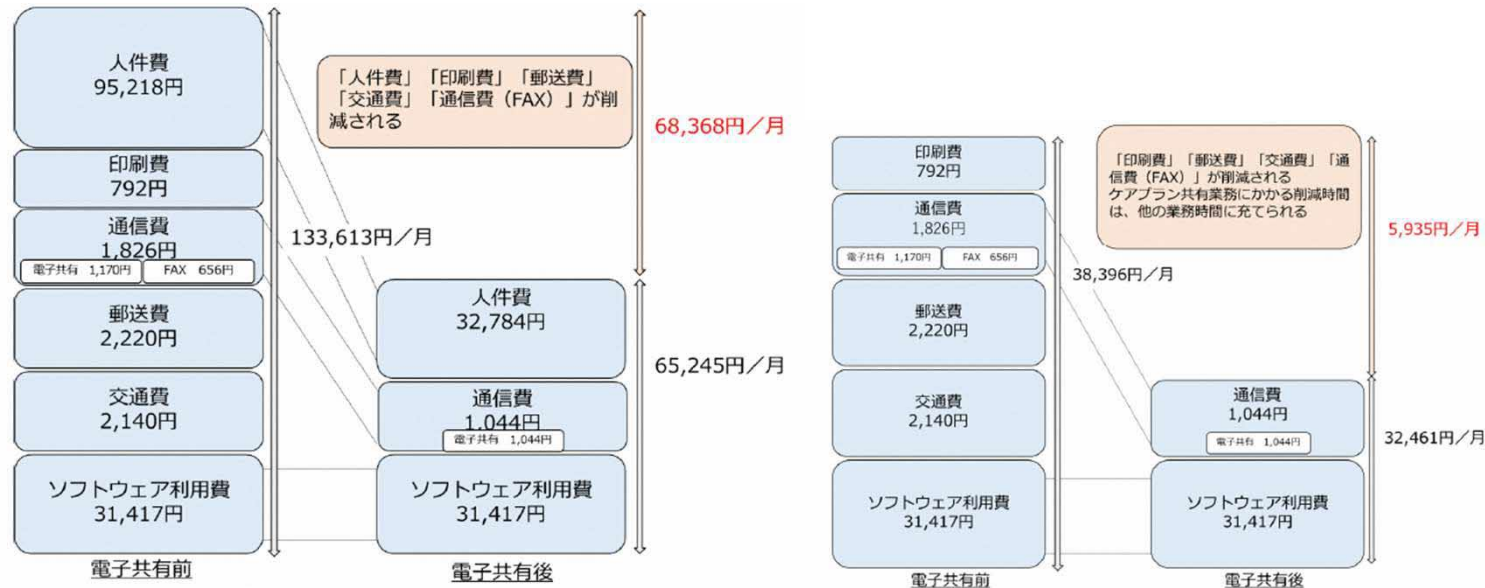 人件費
95,218円
印刷費
792円
通信費
1,826円
電子共有 1,170円
FAX 656円
郵送費
2,220円
交通費
2,140円
ソフトウェア利用費
31,417円
電子共有前
133,613円／月
「人件費」「印刷費」「郵送費」
「交通費」「通信費（FAX）」が削
減される
68,368円／月
人件費
32,784円
通信費
1,044円
電子共有 1,044円
ソフトウェア利用費
31,417円
電子共有後
65,245円／月
印刷費
792円
通信費
1,826円
電子共有 1,170円
FAX 656円
郵送費
2,220円
交通費
2,140円
ソフトウェア利用費
31,417円
電子共有前
38,396円／月
「印刷費」「郵送費」「交通費」「通
信費（FAX）」が削減される
ケアプラン共有業務にかかる削減時間
は、他の業務時間に充てられる
5,935円／月
通信費
1,044円
電子共有 1,044円
ソフトウェア利用費
31,417円
電子共有後
32,461円／月